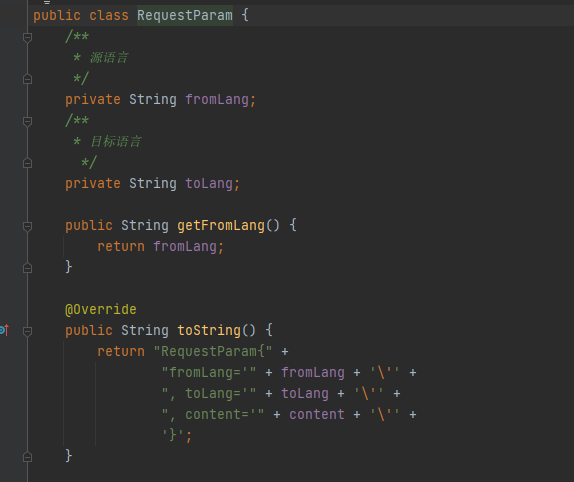 public class RequestParam {
    /**
     * 源语言
     */
    private String fromLang;
    /**
     * 目标语言
      */
    private String toLang;

    public String getFromLang() {
        return fromLang;
    }

    @Override
    public String toString() {
        return "RequestParam{" +
                "fromLang='" + fromLang + '\'' +
                ", toLang='" + toLang + '\'' +
                ", content='" + content + '\'' +
                '}';
    }